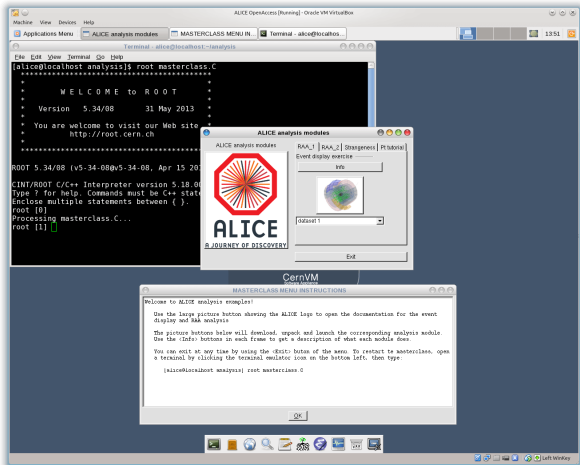 ALICE OpenAccess [Running] - Oracle VM VirtualBox
Machine View Devices Help
Applications Menu
ALICE analysis modules
MASTERCLASS MENU IN...
Terminal - alice@localhos...
13:51
Terminal - alice@localhost:~/analysis
File Edit View Terminal Go Help
[alice@localhost analysis]$ root masterclass.C
*******************************************
* *
* W E L C O M E to R O O T *
* *
* Version 5.34/08 31 May 2013 *
* *
* You are welcome to visit our Web site *
* http://root.cern.ch *
* *
*******************************************
ROOT 5.34/08 (v5-34-08@v5-34-08, Apr 15 201
CINT/ROOT C/C++ Interpreter version 5.18.00
Type ? for help. Commands must be C++ state
Enclose multiple statements between { }.
root [0]
Processing masterclass.C...
root [1]
ALICE analysis modules
ALICE analysis modules
RAA_1 RAA_2 Strangeness Pt tutorial
Event display exercise
Info
dataset 1
Exit
ALICE
A JOURNEY OF DISCOVERY
CernVM
Software Appliance
MASTERCLASS MENU INSTRUCTIONS
Welcome to ALICE analysis examples!
Use the large picture button showing the ALICE logo to open the documentation for the event
display and RAA analysis
The picture buttons below will download, unpack and launch the corresponding analysis module.
Use the <Info> buttons in each frame to get a description of what each module does.
You can exit at any time by using the <Exit> buton of the menu. To restart te masterclass, open
a terminal by clicking the terminal emulator icon on the bottom left, then type:
[alice@localhost analysis] root masterclass.C
OK
Left WinKey